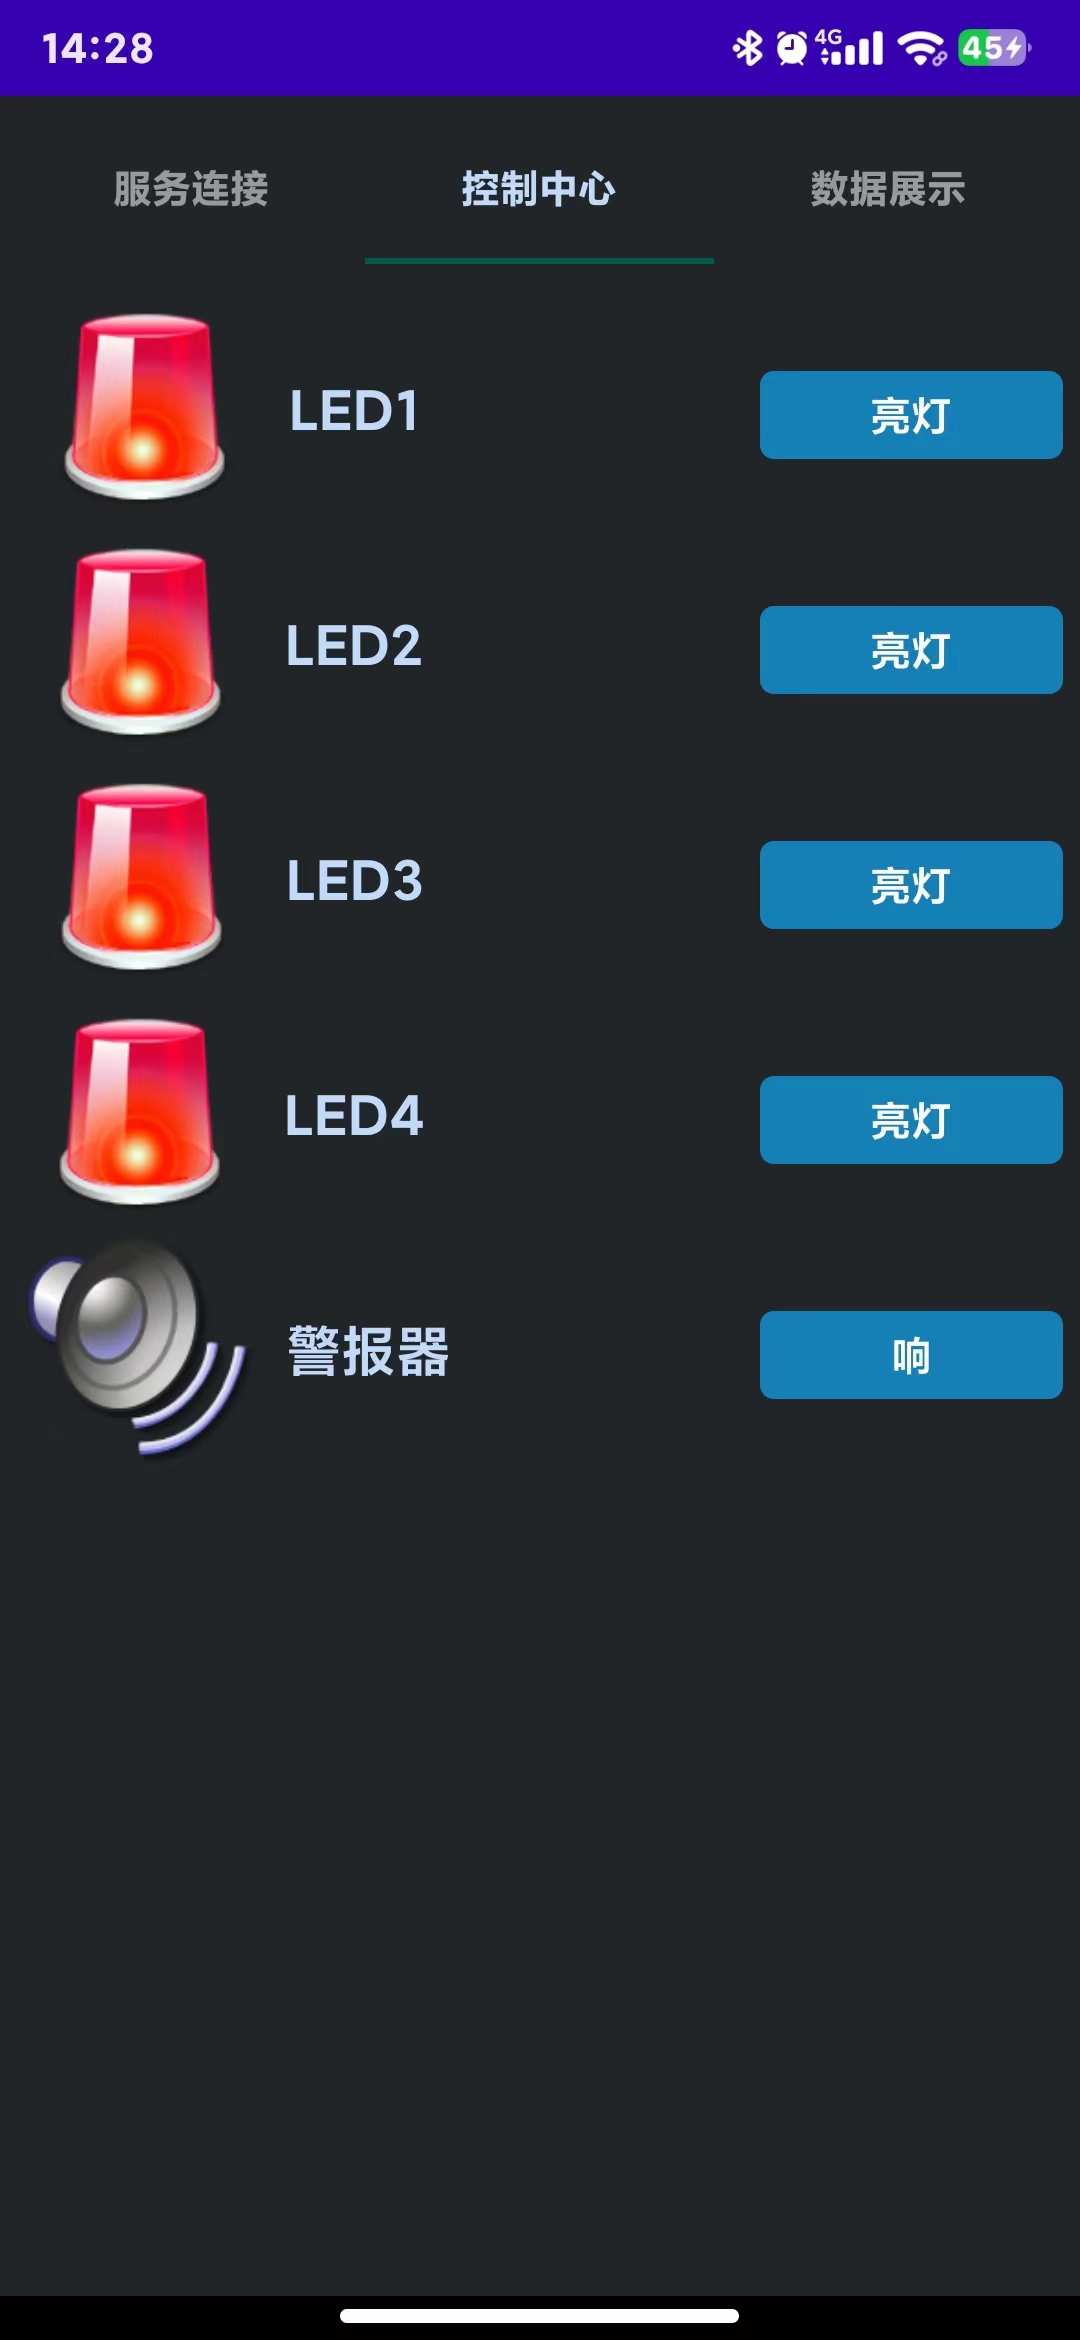 14:28 4G 45
服务连接 控制中心 数据展示
LED1 亮灯
LED2 亮灯
LED3 亮灯
LED4 亮灯
警报器 响